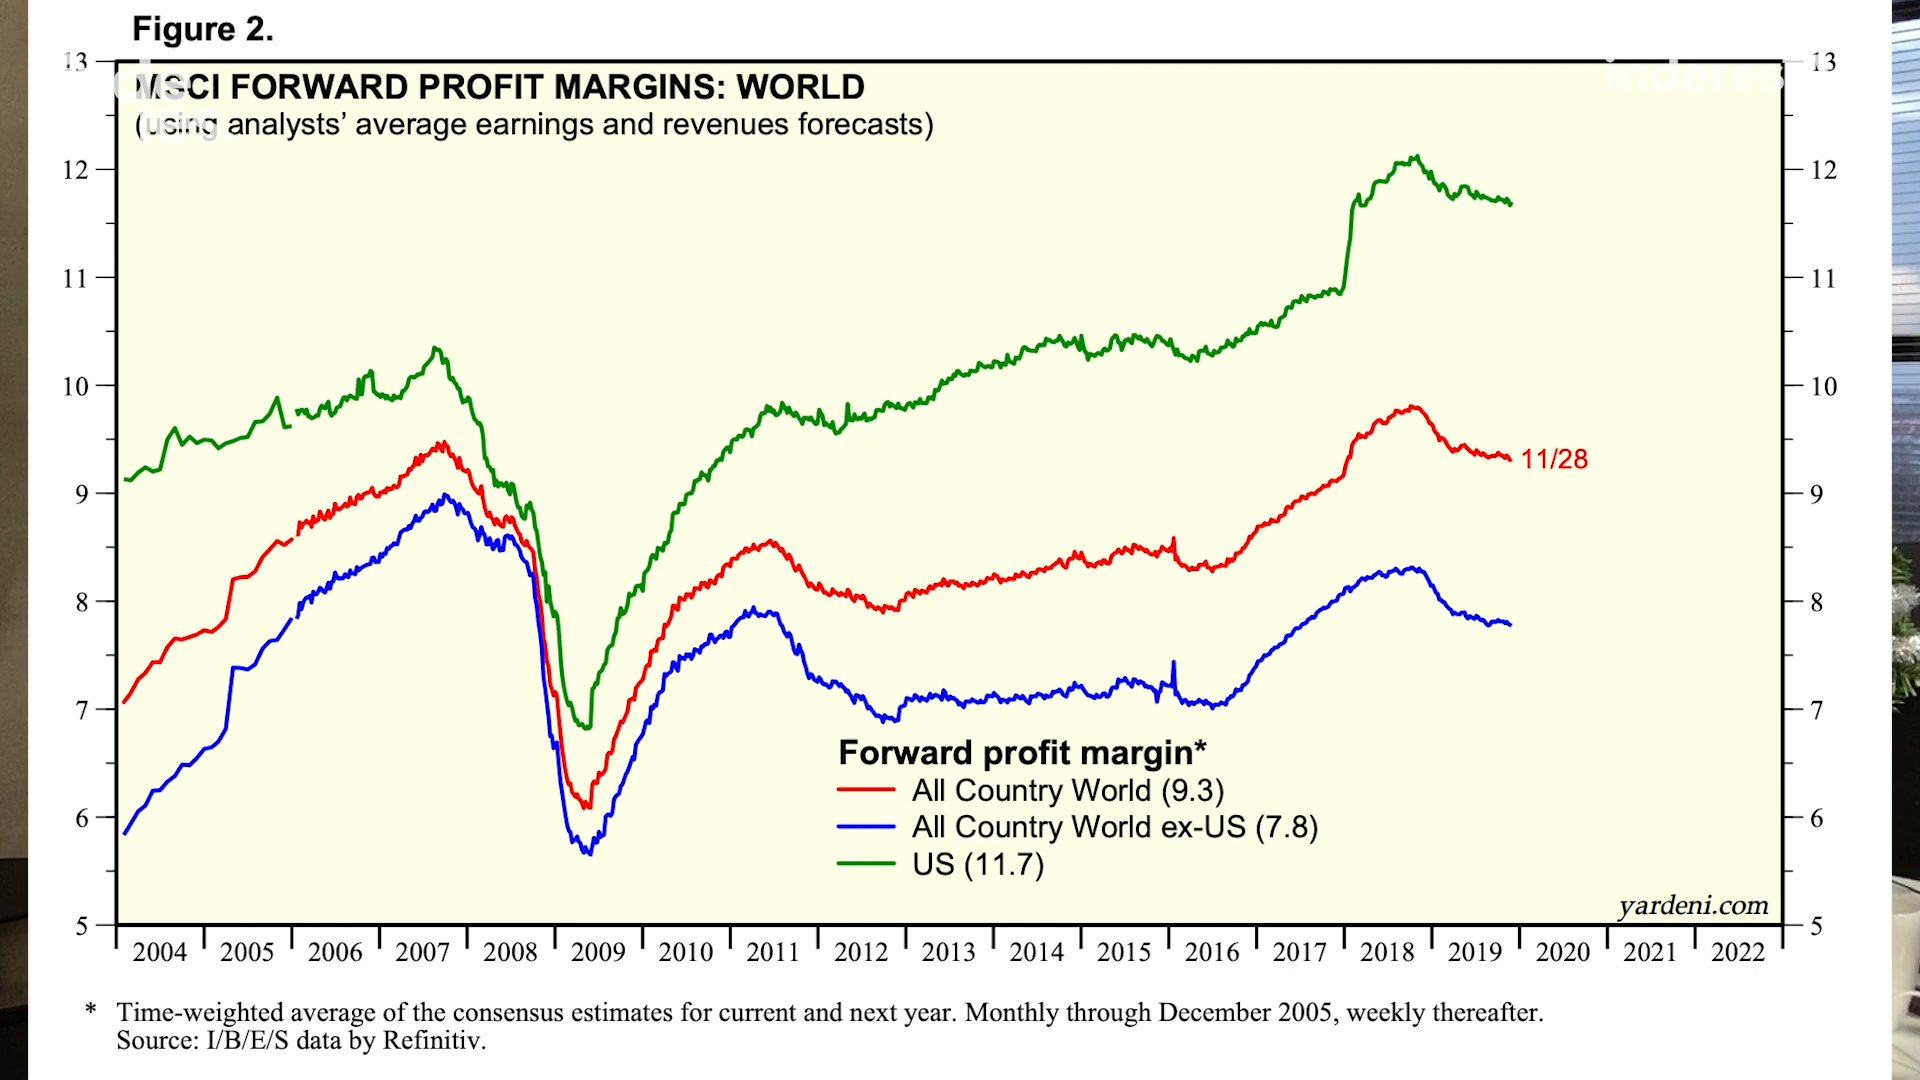 Figure 2.
MSCI FORWARD PROFIT MARGINS: WORLD
(using analysts' average earnings and revenues forecasts)
inderes
13
12
11
10
9
8
7
6
5
13
12
11
10
9
8
7
6
5
11/28
Forward profit margin*
All Country World (9.3)
All Country World ex-US (7.8)
US (11.7)
yardeni.com
2004 2005 2006 2007 2008 2009 2010 2011 2012 2013 2014 2015 2016 2017 2018 2019 2020 2021 2022
* Time-weighted average of the consensus estimates for current and next year. Monthly through December 2005, weekly thereafter.
Source: I/B/E/S data by Refinitiv.